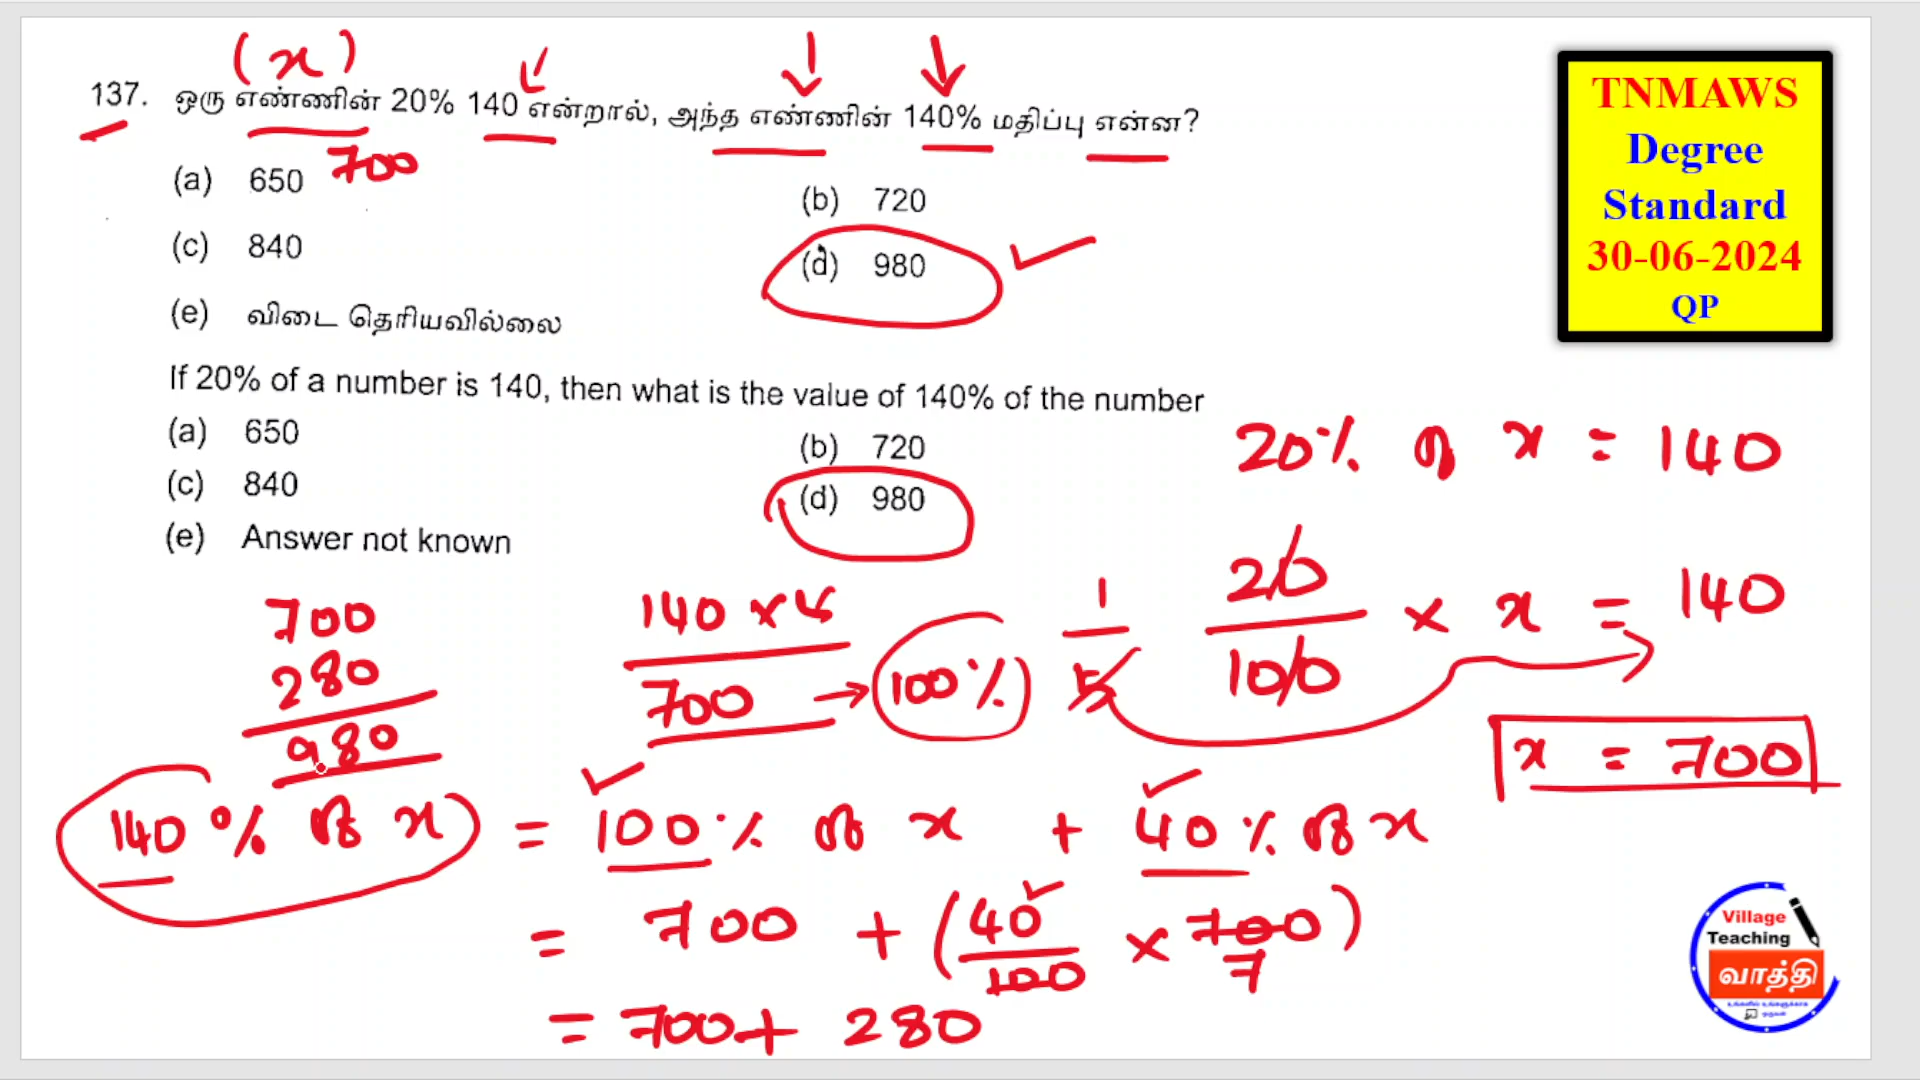 (x)
137. ஒரு எண்ணின் 20% 140 என்றால், அந்த எண்ணின் 140% மதிப்பு என்ன?
700
(a) 650
(b) 720
(c) 840
(d) 980
(e) விடை தெரியவில்லை
If 20% of a number is 140, then what is the value of 140% of the number
(a) 650
(b) 720
(c) 840
(d) 980
(e) Answer not known
TNMAWS
Degree
Standard
30-06-2024
QP
20% of x = 140
1/5 20/100 × x = 140
x = 700
140 × 5
700 → 100%
700
280
980
140% of x = 100% of x + 40% of x
= 700 + (40/100 × 700)
7
= 700 + 280
Village
Teaching
வாத்தி